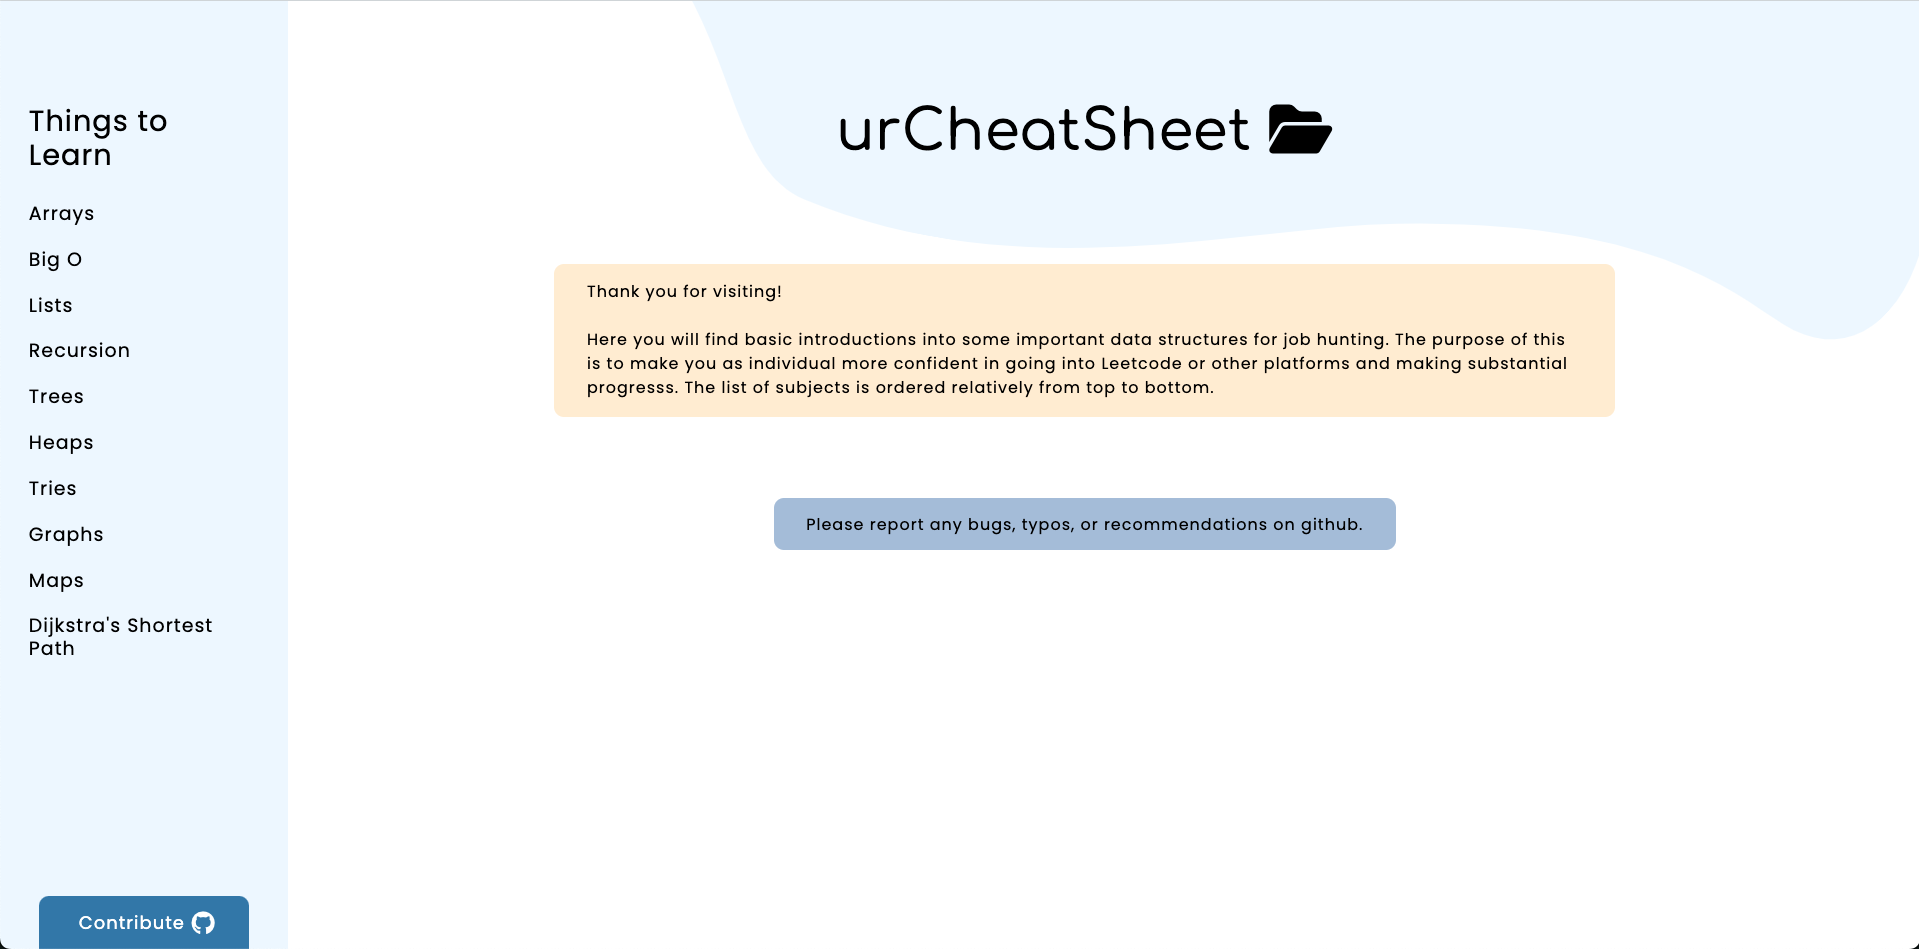 Things to
Learn
Arrays
Big O
Lists
Recursion
Trees
Heaps
Tries
Graphs
Maps
Dijkstra's Shortest
Path
Contribute
urCheatSheet
Thank you for visiting!
Here you will find basic introductions into some important data structures for job hunting. The purpose of this
is to make you as individual more confident in going into Leetcode or other platforms and making substantial
progresss. The list of subjects is ordered relatively from top to bottom.
Please report any bugs, typos, or recommendations on github.